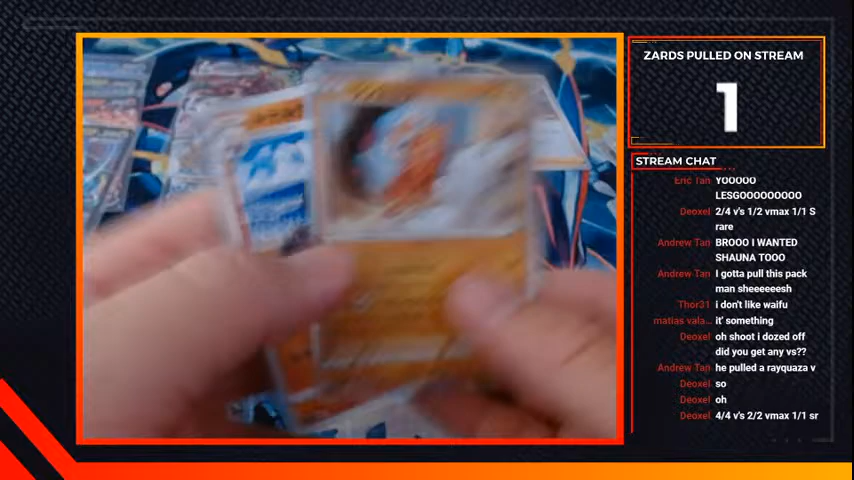 ZARDS PULLED ON STREAM
1
STREAM CHAT
Eric Tan YOOOOO
LESGOOOOOOOOO
Deoxel 2/4 v's 1/2 vmax 1/1 S
rare
Andrew Tan BROOO I WANTED
SHAUNA TOOO
Andrew Tan I gotta pull this pack
man sheeeeeesh
Thor31 i don't like waifu
matias vala... it' something
Deoxel oh shoot i dozed off
did you get any vs??
Andrew Tan he pulled a rayquaza v
Deoxel so
Deoxel oh
Deoxel 4/4 v's 2/2 vmax 1/1 sr